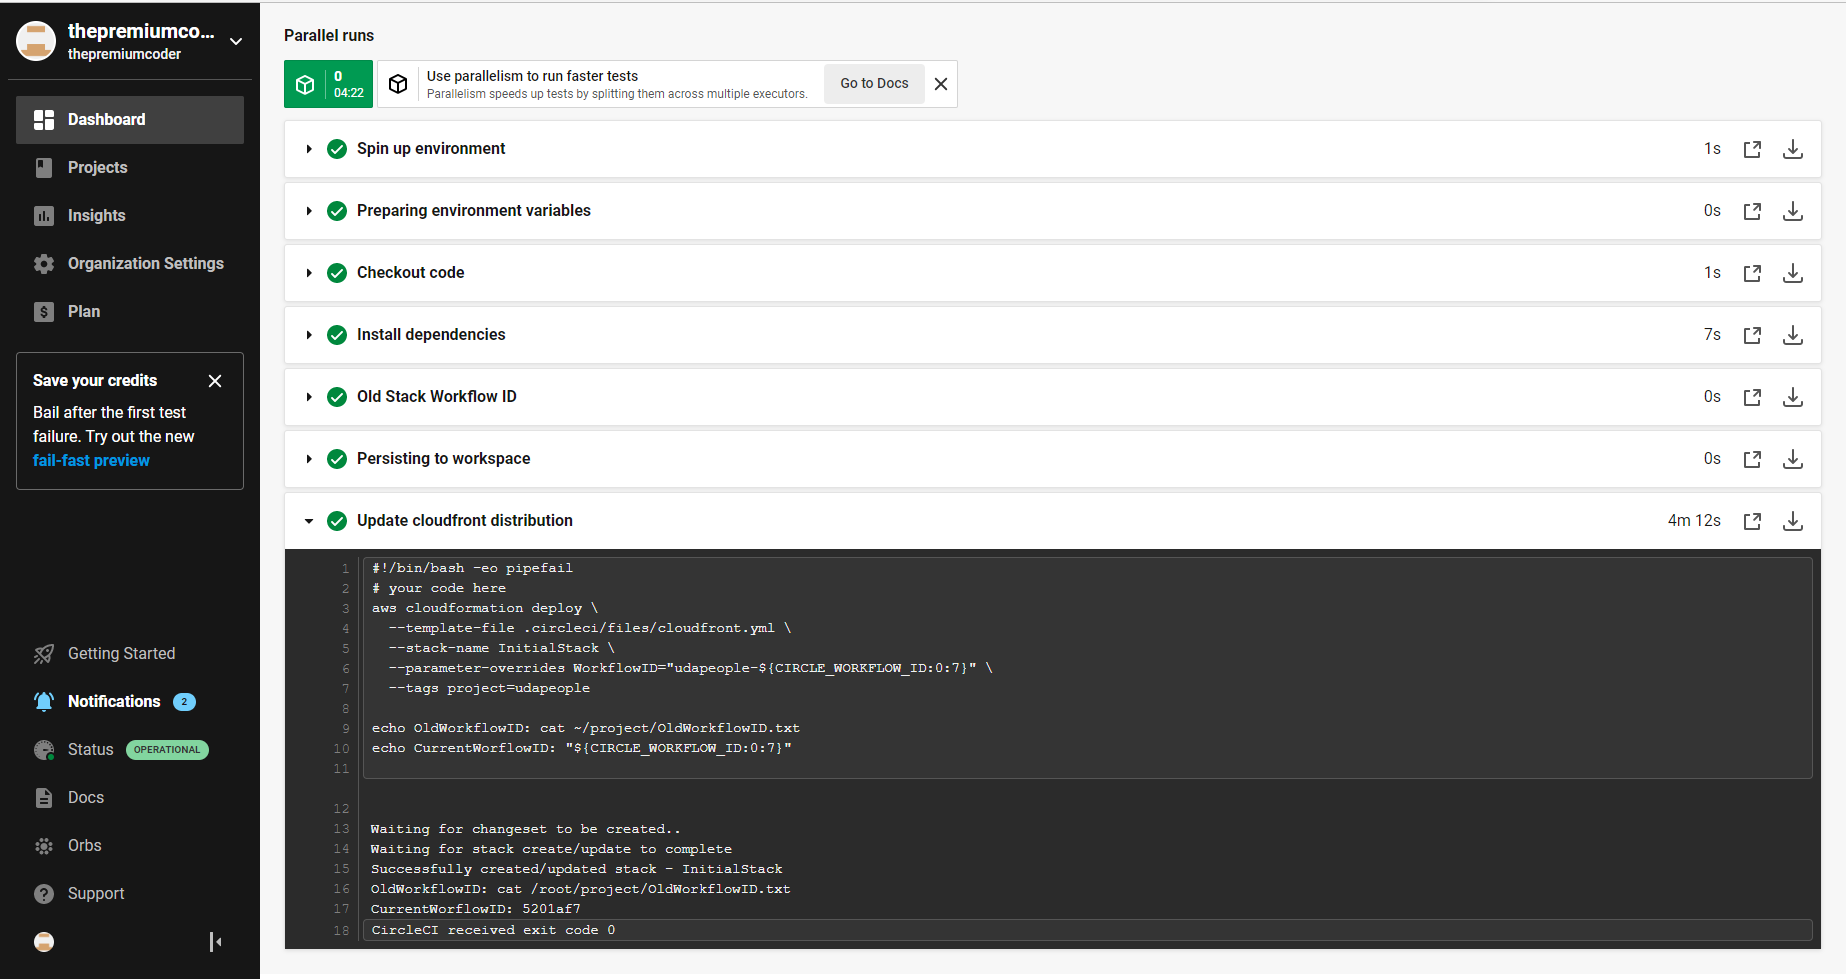 thepremiumco...
thepremiumcoder
Dashboard
Projects
Insights
Organization Settings
$ Plan
Save your credits
Bail after the first test
failure. Try out the new
fail-fast preview
Getting Started
Notifications 2
Status OPERATIONAL
Docs
Orbs
? Support
Parallel runs
0
04:22
Use parallelism to run faster tests
Parallelism speeds up tests by splitting them across multiple executors.
Go to Docs
Spin up environment 1s
Preparing environment variables 0s
Checkout code 1s
Install dependencies 7s
Old Stack Workflow ID 0s
Persisting to workspace 0s
Update cloudfront distribution 4m 12s
1 #!/bin/bash -eo pipefail
2 # your code here
3 aws cloudformation deploy \
4 --template-file .circleci/files/cloudfront.yml \
5 --stack-name InitialStack \
6 --parameter-overrides WorkflowID="udapeople-${CIRCLE_WORKFLOW_ID:0:7}" \
7 --tags project=udapeople
8
9 echo OldWorkflowID: cat ~/project/OldWorkflowID.txt
10 echo CurrentWorflowID: "${CIRCLE_WORKFLOW_ID:0:7}"
11
12
13 Waiting for changeset to be created..
14 Waiting for stack create/update to complete
15 Successfully created/updated stack - InitialStack
16 OldWorkflowID: cat /root/project/OldWorkflowID.txt
17 CurrentWorflowID: 5201af7
18 CircleCI received exit code 0